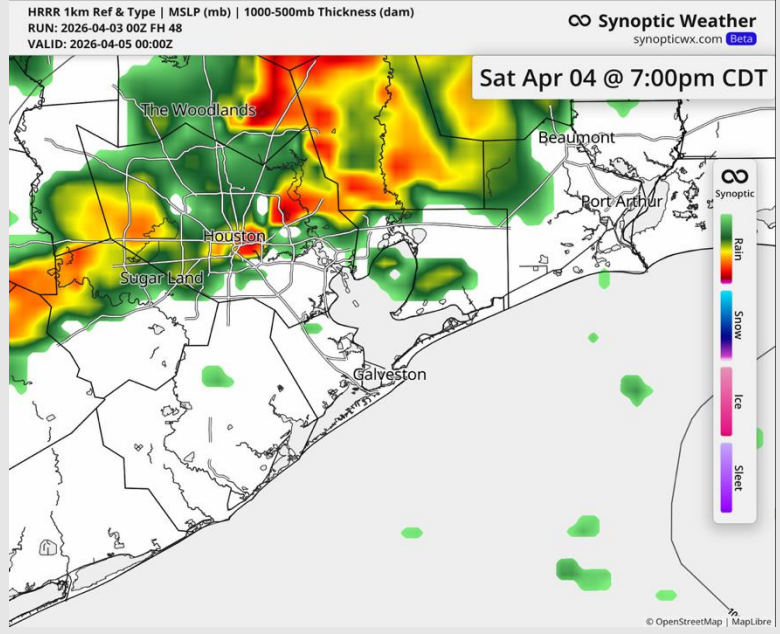 HRRR 1km Ref & Type | MSLP (mb) | 1000-500mb Thickness (dam)
RUN: 2026-04-03 00Z FH 48
VALID: 2026-04-05 00:00Z
Synoptic Weather
synopticwx.com Beta
Sat Apr 04 @ 7:00pm CDT
The Woodlands
Beaumont
Synoptic
Port Arthur
Houston
Sugar Land
Galveston
Rain
Snow
Ice
Sleet
© OpenStreetMap | MapLibre